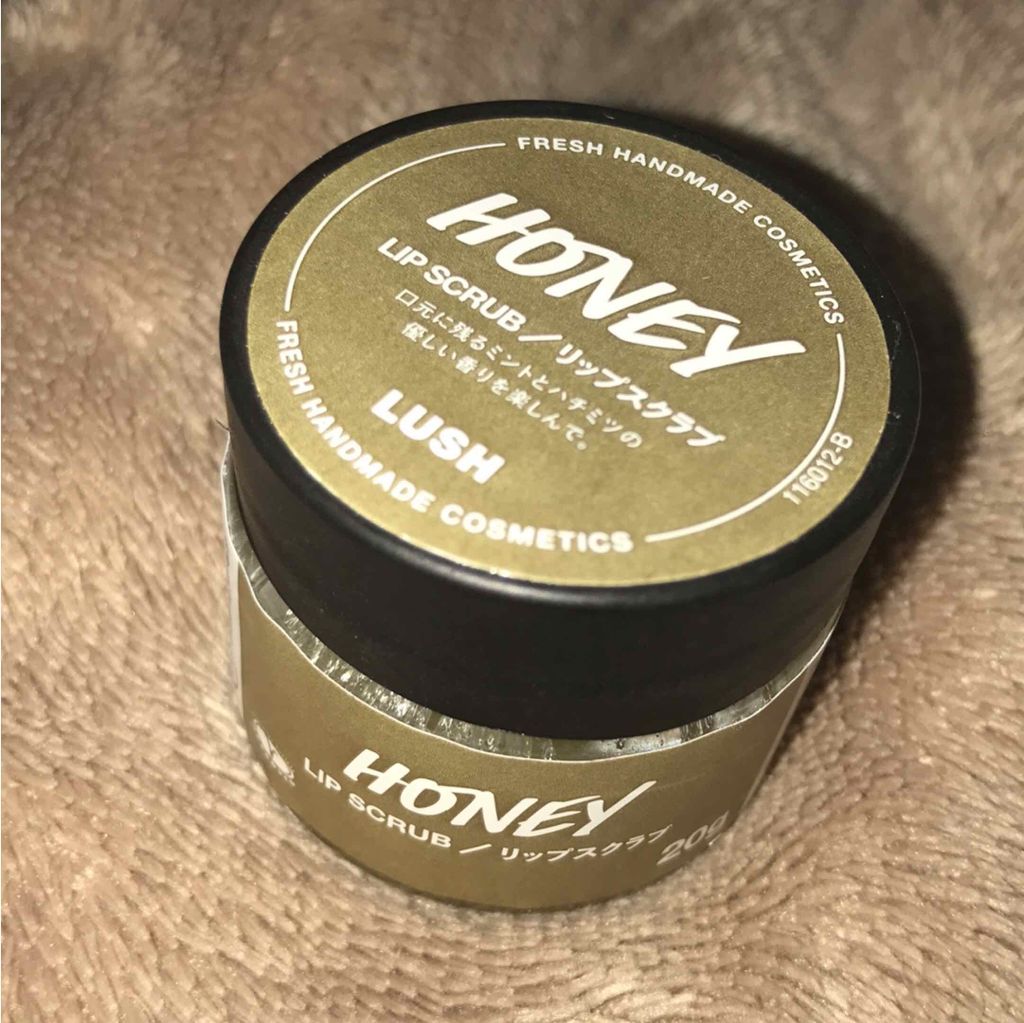 FRESH HANDMADE COSMETICS
HONEY
LIP SCRUB / リップスクラブ
口元に残るミントとハチミツの
優しい香りを楽しんで。
LUSH
116012-B
FRESH HANDMADE COSMETICS
HONEY
LIP SCRUB / リップスクラブ
20g